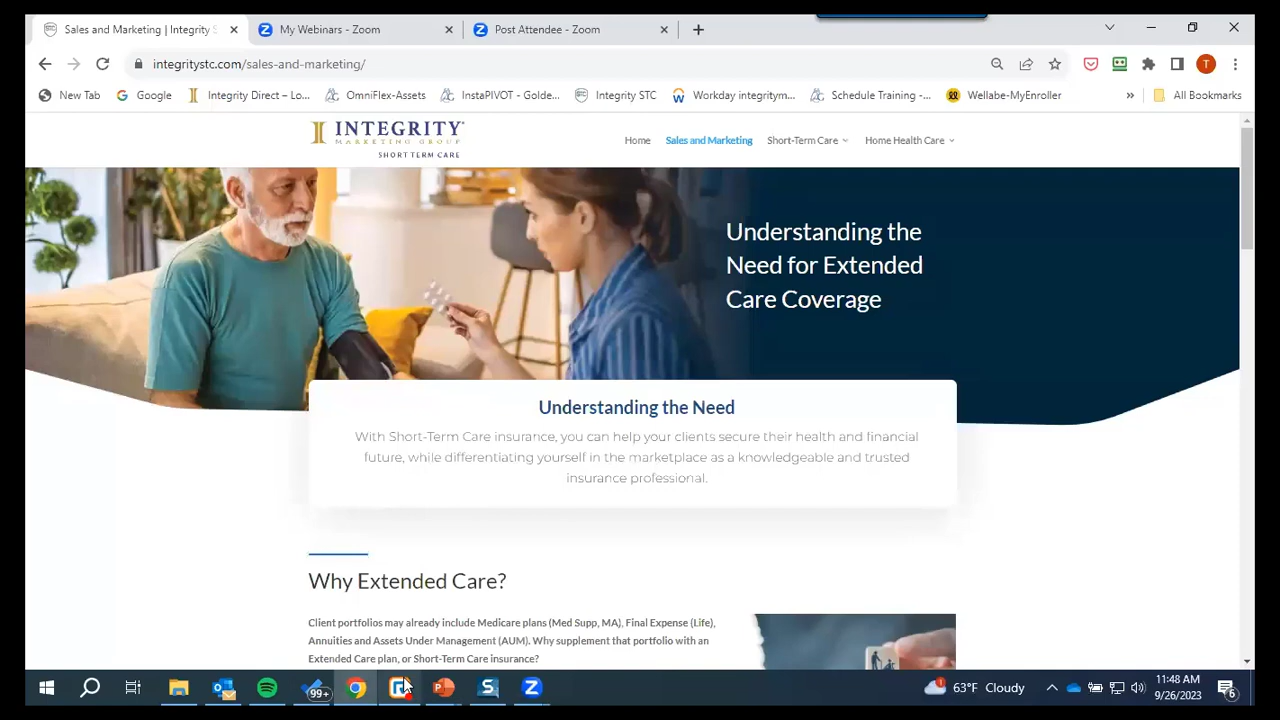 Sales and Marketing | Integrity S
My Webinars - Zoom
Post Attendee - Zoom
integritystc.com/sales-and-marketing/
T
New Tab
Google
Integrity Direct – Lo...
OmniFlex-Assets
InstaPIVOT - Golde...
Integrity STC
Workday integritym...
Schedule Training -...
Wellabe-MyEnroller
»
All Bookmarks
INTEGRITY
MARKETING GROUP
SHORT TERM CARE
Home
Sales and Marketing
Short-Term Care
Home Health Care
Understanding the
Need for Extended
Care Coverage
Understanding the Need
With Short-Term Care insurance, you can help your clients secure their health and financial
future, while differentiating yourself in the marketplace as a knowledgeable and trusted
insurance professional.
Why Extended Care?
Client portfolios may already include Medicare plans (Med Supp, MA), Final Expense (Life),
Annuities and Assets Under Management (AUM). Why supplement that portfolio with an
Extended Care plan, or Short-Term Care insurance?
99+
63°F Cloudy
11:48 AM
9/26/2023
6